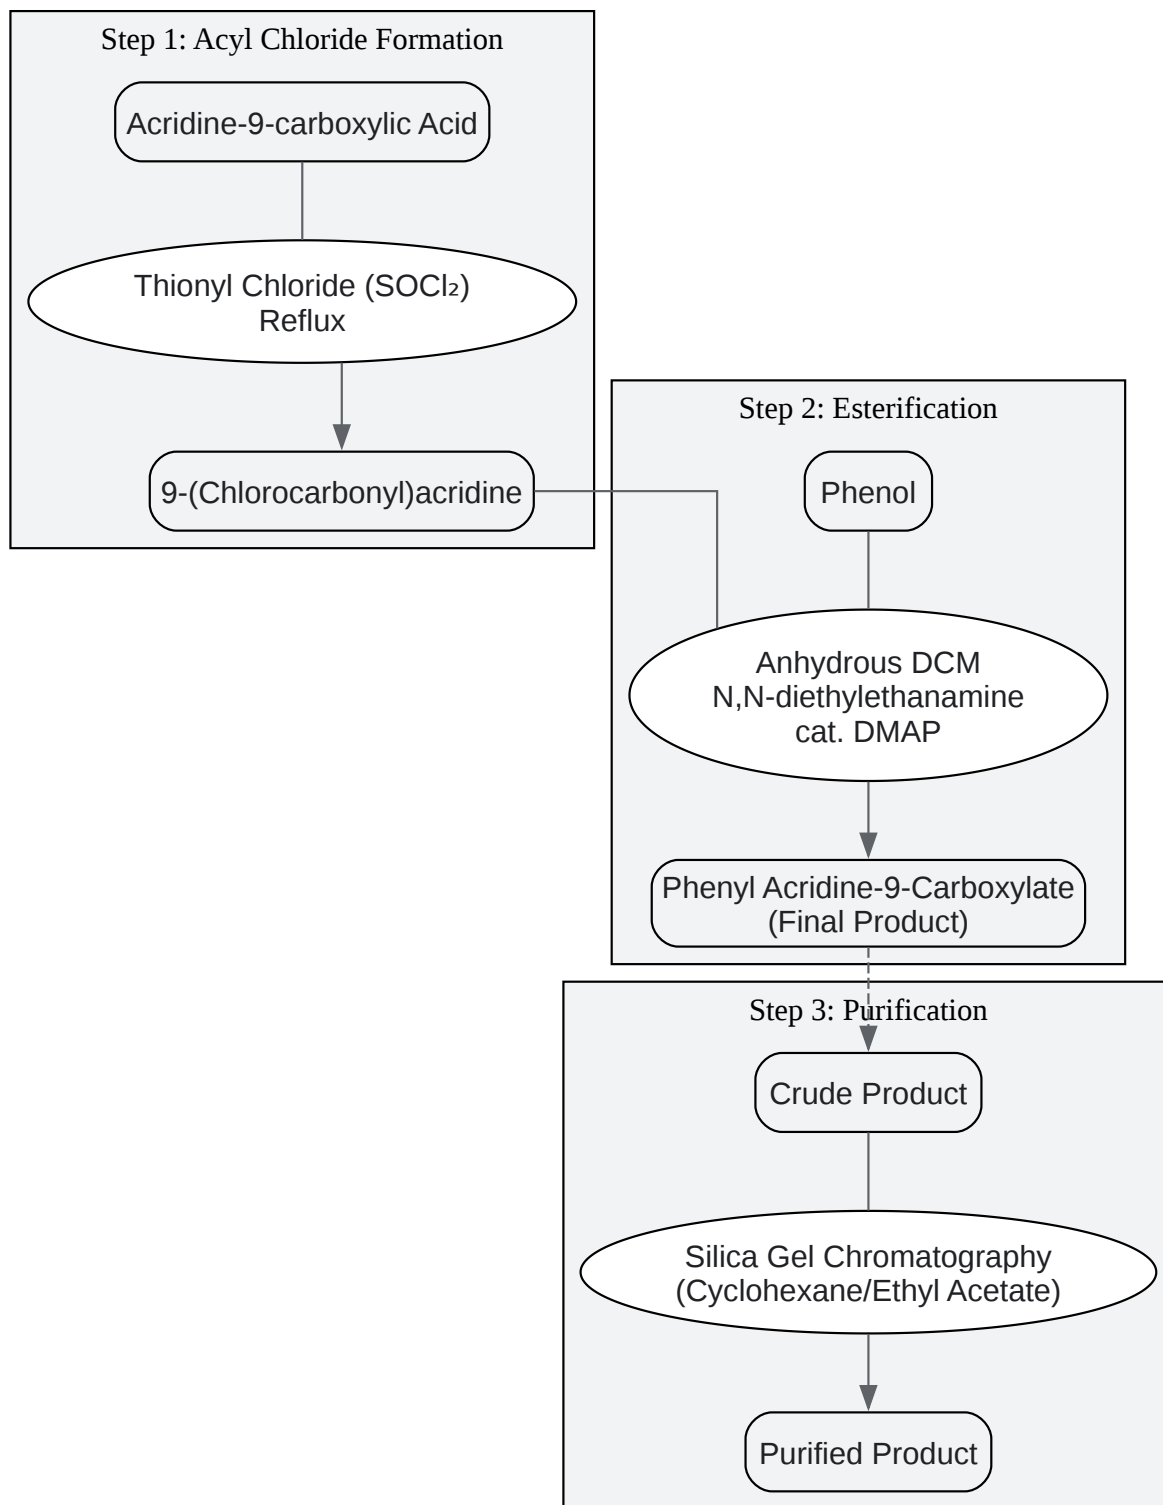 Step 1: Acyl Chloride Formation
Acridine-9-carboxylic Acid
Thionyl Chloride (SOCl₂)
Reflux
9-(Chlorocarbonyl)acridine
Step 2: Esterification
Phenol
Anhydrous DCM
N,N-diethylethanamine
cat. DMAP
Phenyl Acridine-9-Carboxylate
(Final Product)
Step 3: Purification
Crude Product
Silica Gel Chromatography
(Cyclohexane/Ethyl Acetate)
Purified Product